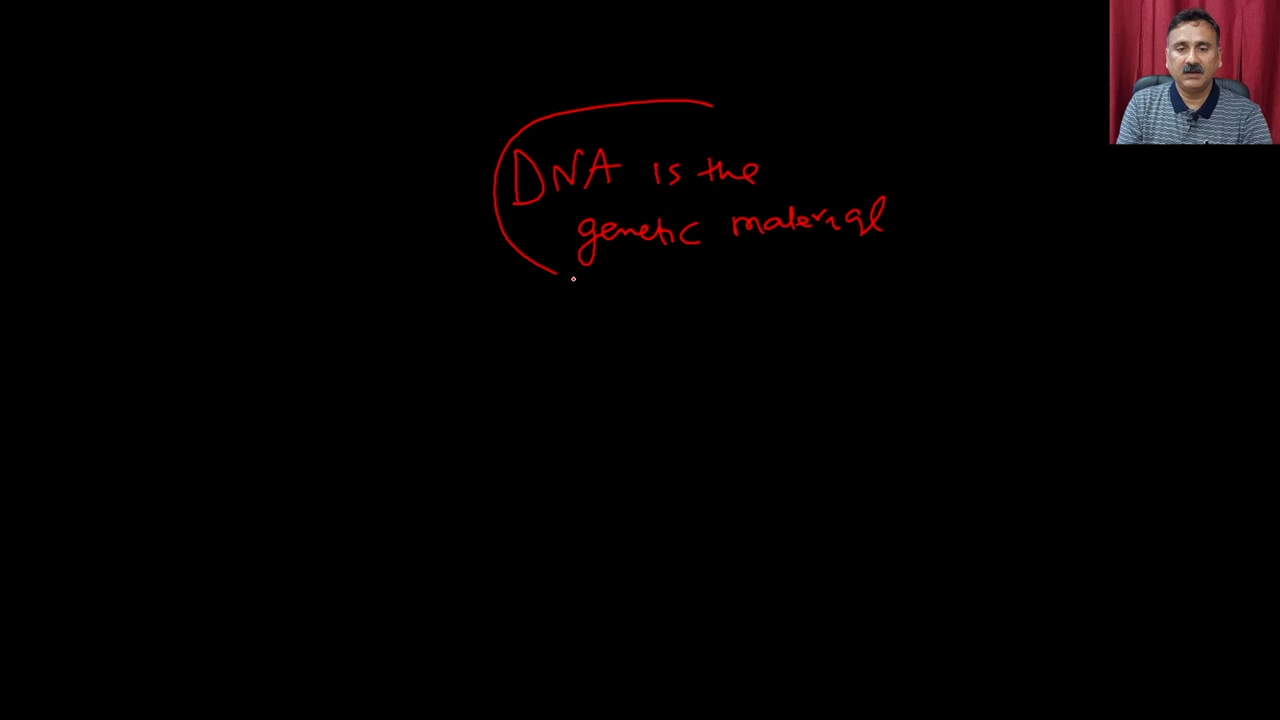 DNA is the
genetic material